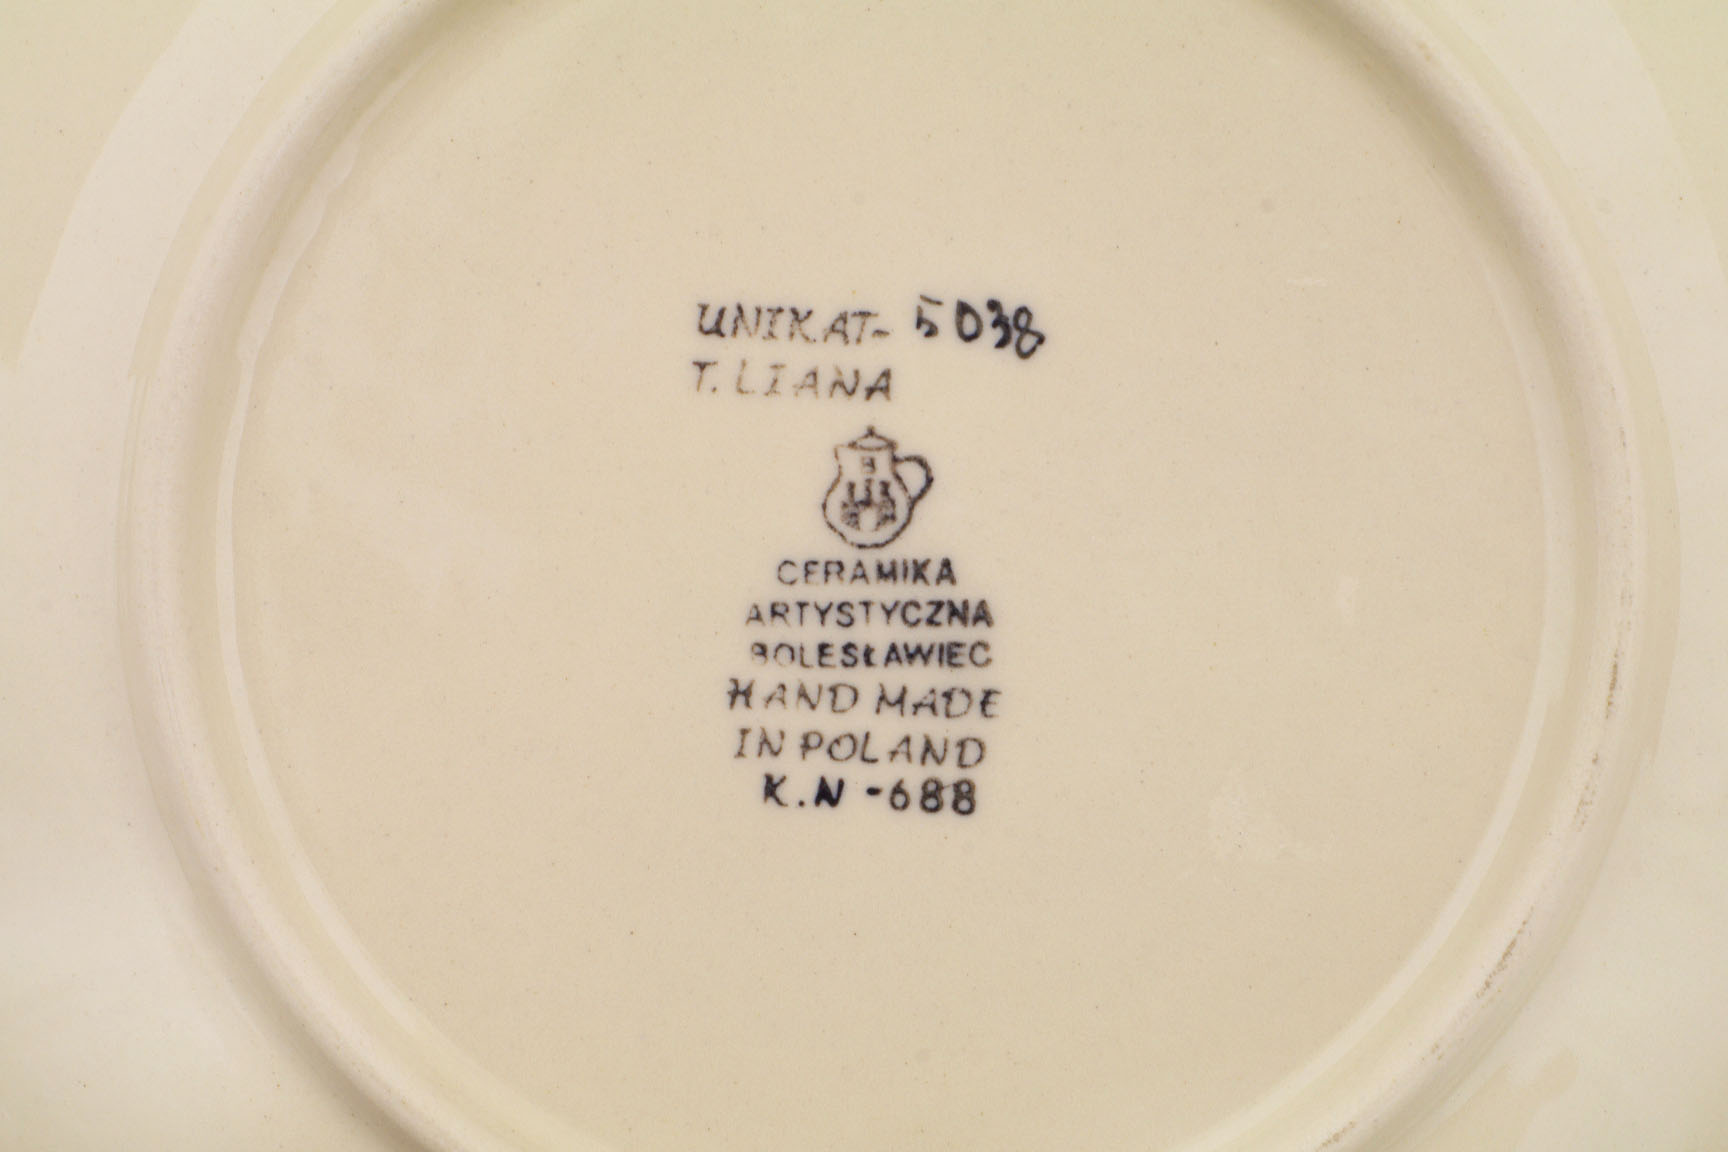 UNIKAT- 5038
T. LIANA
CERAMIKA
ARTYSTYCZNA
BOLESŁAWIEC
HAND MADE
IN POLAND
K.N -688